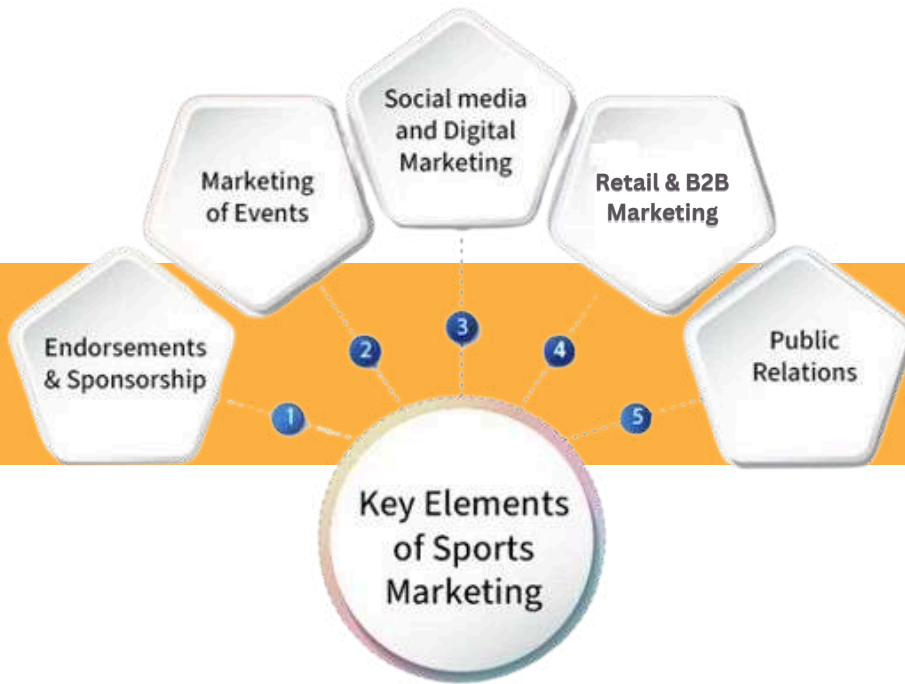 Endorsements
& Sponsorship
1
Marketing
of Events
2
Social media
and Digital
Marketing
3
Retail & B2B
Marketing
4
Public
Relations
5
Key Elements
of Sports
Marketing